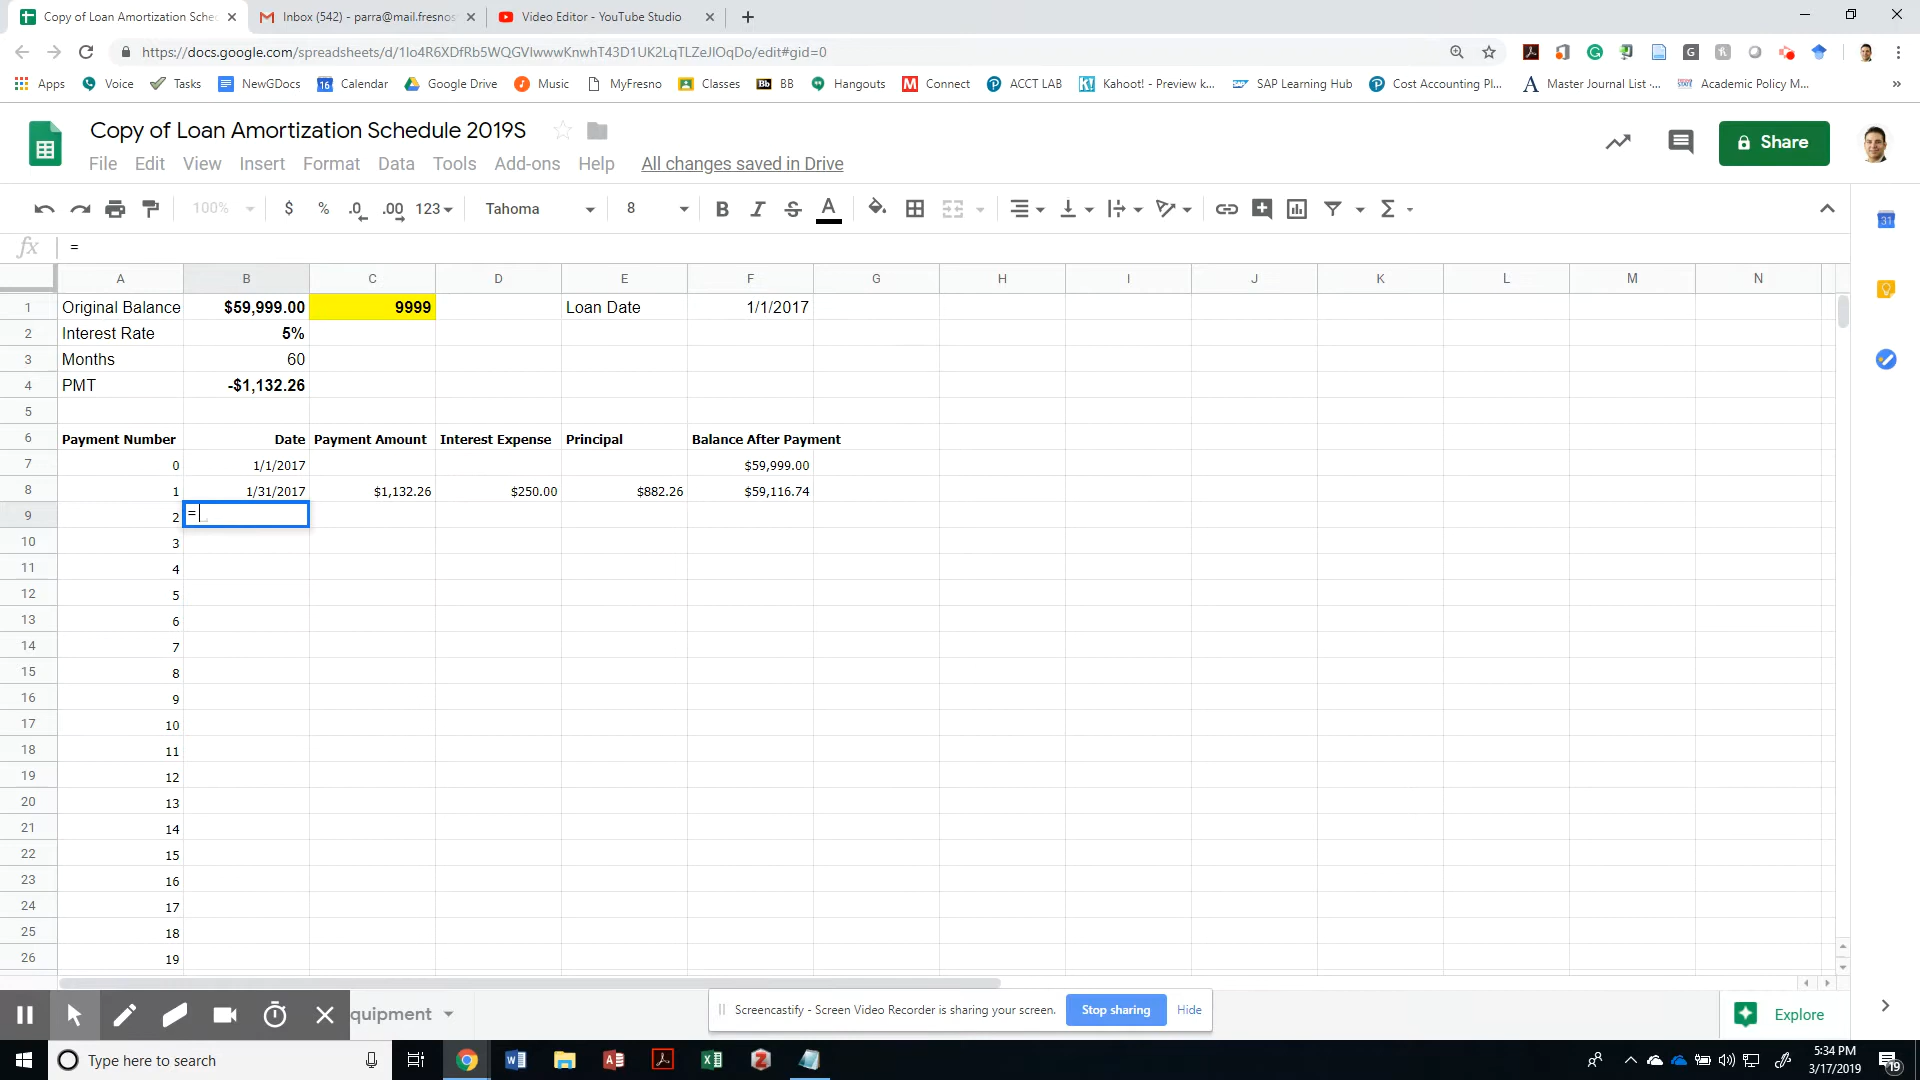 Copy of Loan Amortization Sche
Inbox (542) - parra@mail.fresnos
Video Editor - YouTube Studio
https://docs.google.com/spreadsheets/d/1Io4R6XDfRb5WQGVIwwwKnwhT43D1UK2LqTLZeJlOqDo/edit#gid=0
Apps Voice Tasks NewGDocs Calendar Google Drive Music MyFresno Classes BB Hangouts Connect ACCT LAB Kahoot! - Preview k... SAP Learning Hub Cost Accounting Pl... Master Journal List -... Academic Policy M... »
Copy of Loan Amortization Schedule 2019S
Share
File Edit View Insert Format Data Tools Add-ons Help All changes saved in Drive
100% $ % .0 .00 123 Tahoma 8 B I S A Σ
fx =
A B C D E F G H I J K L M N
1 Original Balance $59,999.00 9999 Loan Date 1/1/2017
2 Interest Rate 5%
3 Months 60
4 PMT -$1,132.26
5
6 Payment Number Date Payment Amount Interest Expense Principal Balance After Payment
7 0 1/1/2017 $59,999.00
8 1 1/31/2017 $1,132.26 $250.00 $882.26 $59,116.74
9 2 =
10 3
11 4
12 5
13 6
14 7
15 8
16 9
17 10
18 11
19 12
20 13
21 14
22 15
23 16
24 17
25 18
26 19
quipment
Screencastify - Screen Video Recorder is sharing your screen. Stop sharing Hide
Explore
Type here to search
5:34 PM
3/17/2019
19